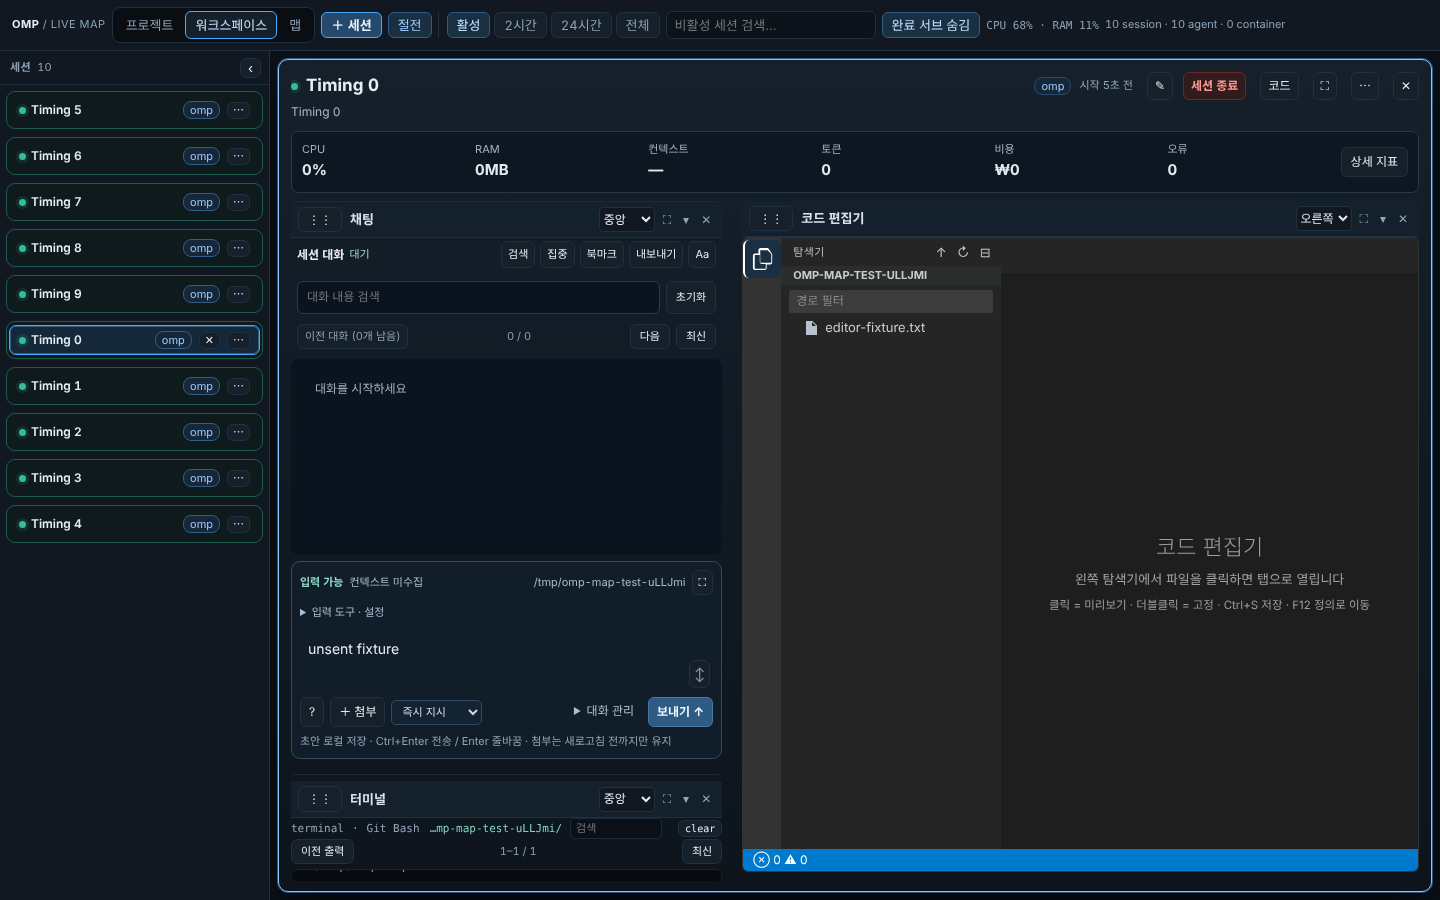 OMP / LIVE MAP 프로젝트 워크스페이스 맵 ＋ 세션 절전 활성 2시간 24시간 전체 비활성 세션 검색... 완료 서브 숨김 CPU 68% · RAM 11% 10 session · 10 agent · 0 container
세션 10 ‹
Timing 5 omp ⋯
Timing 6 omp ⋯
Timing 7 omp ⋯
Timing 8 omp ⋯
Timing 9 omp ⋯
Timing 0 omp ✕ ⋯
Timing 1 omp ⋯
Timing 2 omp ⋯
Timing 3 omp ⋯
Timing 4 omp ⋯
Timing 0 omp 시작 5초 전 ✎ 세션 종료 코드 ⛶ ⋯ ✕
Timing 0
CPU RAM 컨텍스트 토큰 비용 오류
0% 0MB — 0 ₩0 0 상세 지표
⋮⋮ 채팅 중앙 ⛶ ▾ ✕
세션 대화 대기 검색 집중 북마크 내보내기 Aa
대화 내용 검색 초기화
이전 대화 (0개 남음) 0 / 0 다음 최신
대화를 시작하세요
입력 가능 컨텍스트 미수집 /tmp/omp-map-test-uLLJmi ⛶
▶ 입력 도구 · 설정
unsent fixture
↕
? ＋ 첨부 즉시 지시 ▶ 대화 관리 보내기 ↑
초안 로컬 저장 · Ctrl+Enter 전송 / Enter 줄바꿈 · 첨부는 새로고침 전까지만 유지
⋮⋮ 터미널 중앙 ⛶ ▾ ✕
terminal · Git Bash …mp-map-test-uLLJmi/ 검색 clear
이전 출력 1–1 / 1 최신
⋮⋮ 코드 편집기 오른쪽 ⛶ ▾ ✕
탐색기 ↑ ↻ ⊟
OMP-MAP-TEST-ULLJMI
경로 필터
editor-fixture.txt
코드 편집기
왼쪽 탐색기에서 파일을 클릭하면 탭으로 열립니다
클릭 = 미리보기 · 더블클릭 = 고정 · Ctrl+S 저장 · F12 정의로 이동
0 0